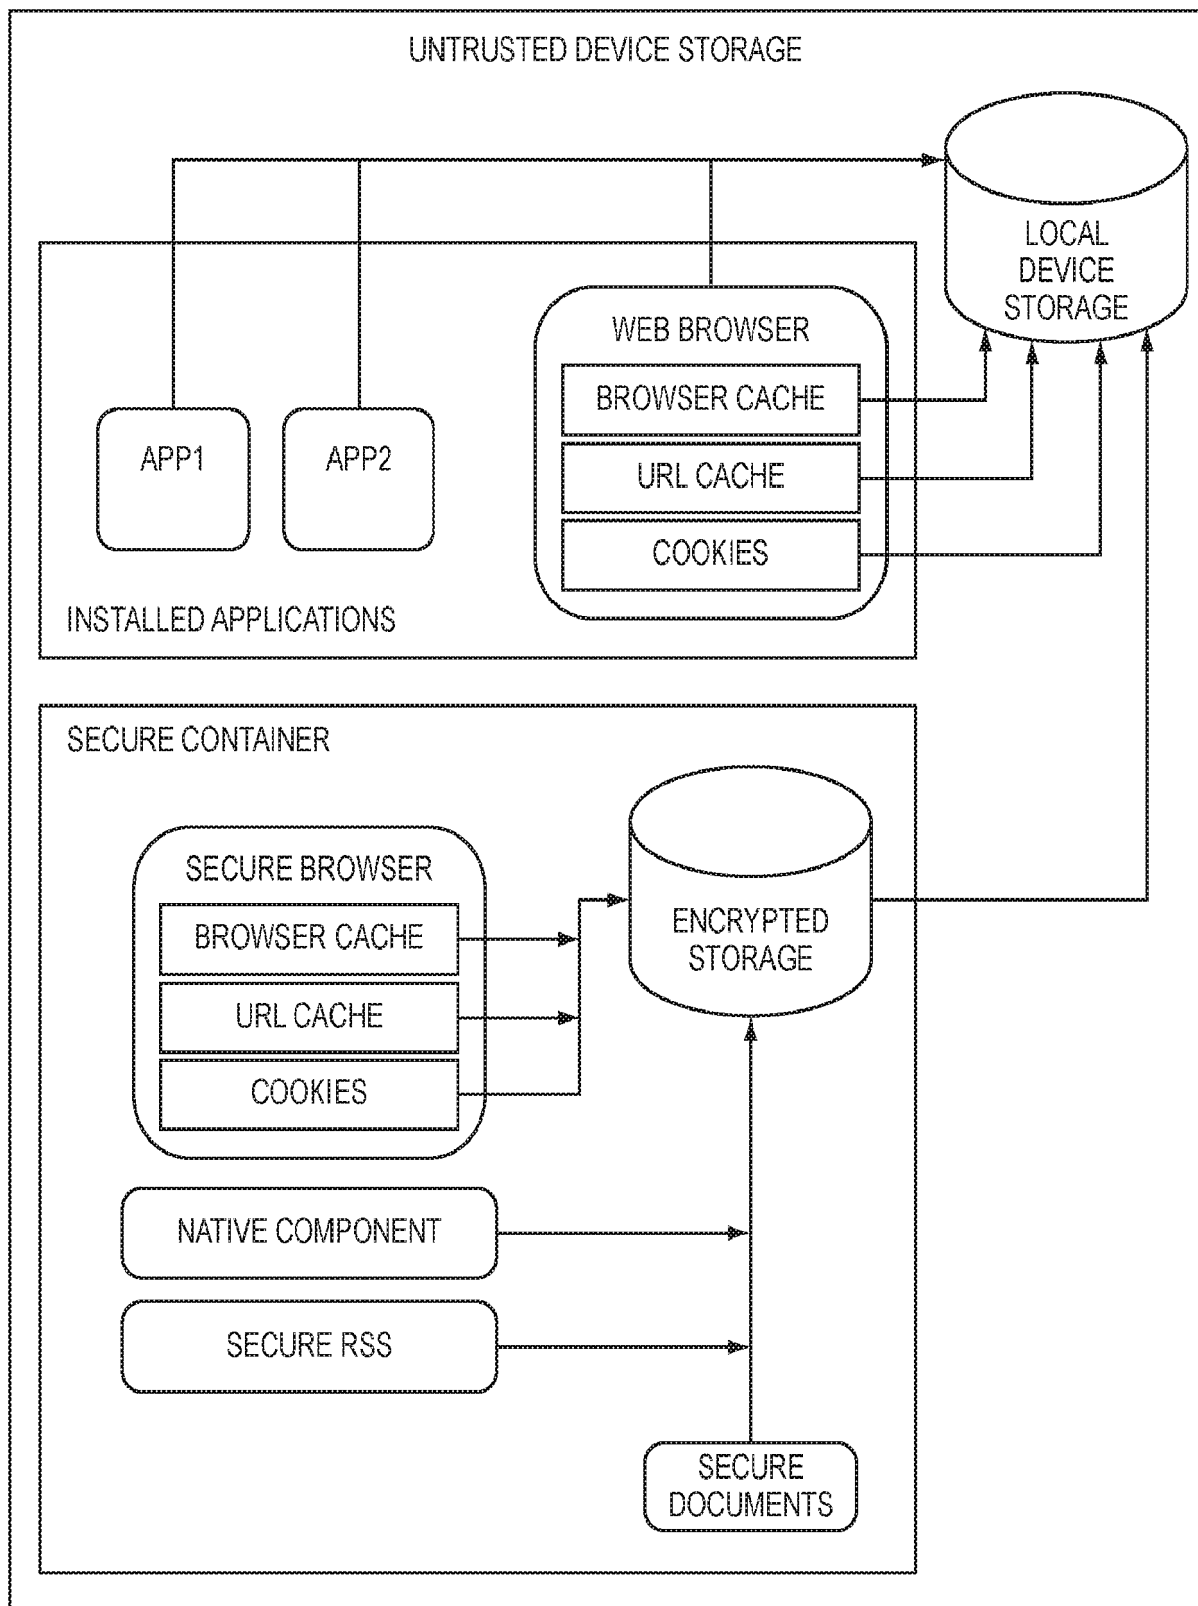 UNTRUSTED DEVICE STORAGE
LOCAL
DEVICE
STORAGE
WEB BROWSER
BROWSER CACHE
URL CACHE
COOKIES
APP1
APP2
INSTALLED APPLICATIONS
SECURE CONTAINER
SECURE BROWSER
BROWSER CACHE
URL CACHE
COOKIES
ENCRYPTED
STORAGE
NATIVE COMPONENT
SECURE RSS
SECURE
DOCUMENTS